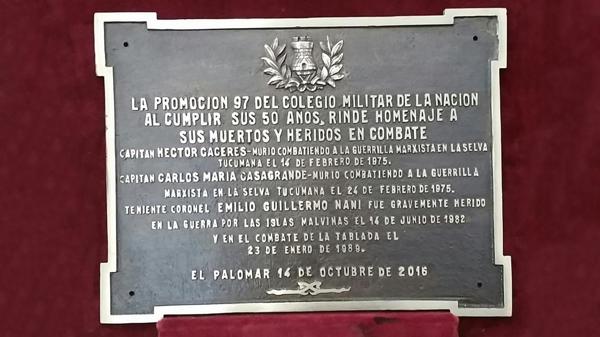 LA PROMOCION 97 DEL COLEGIO MILITAR DE LA NACION
AL CUMPLIR SUS 50 AÑOS, RINDE HOMENAJE A
SUS MUERTOS Y HERIDOS EN COMBATE
CAPITAN HECTOR CACERES-MURIO COMBATIENDO A LA GUERRILLA MARXISTA EN LA SELVA
TUCUMANA EL 14 DE FEBRERO DE 1975.
CAPITAN CARLOS MARIA CASAGRANDE-MURIO COMBATIENDO A LA GUERRILLA
MARXISTA EN LA SELVA TUCUMANA EL 24 DE FEBRERO DE 1975.
TENIENTE CORONEL EMILIO GUILLERMO NANI FUE GRAVEMENTE HERIDO
EN LA GUERRA POR LAS ISLAS MALVINAS EL 14 DE JUNIO DE 1982
Y EN EL COMBATE DE LA TABLADA EL
23 DE ENERO DE 1989.
EL PALOMAR 14 DE OCTUBRE DE 2016